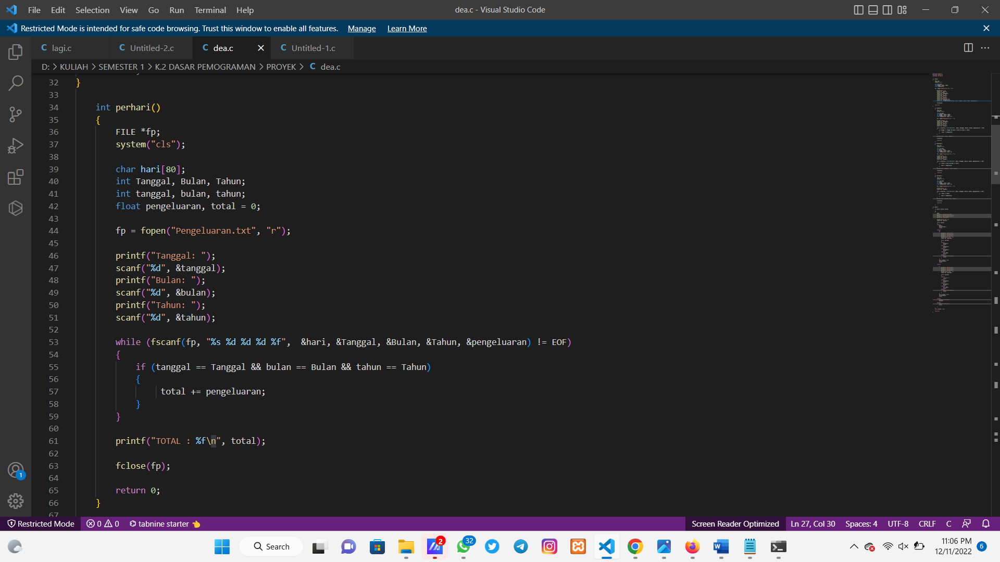 File Edit Selection View Go Run Terminal Help dea.c - Visual Studio Code
Restricted Mode is intended for safe code browsing. Trust this window to enable all features. Manage Learn More
C lagi.c C Untitled-2.c C dea.c C Untitled-1.c
D: > KULIAH > SEMESTER 1 > K.2 DASAR PEMOGRAMAN > PROYEK > C dea.c
32 }
33
34 int perhari()
35 {
36 FILE *fp;
37 system("cls");
38
39 char hari[80];
40 int Tanggal, Bulan, Tahun;
41 int tanggal, bulan, tahun;
42 float pengeluaran, total = 0;
43
44 fp = fopen("Pengeluaran.txt", "r");
45
46 printf("Tanggal: ");
47 scanf("%d", &tanggal);
48 printf("Bulan: ");
49 scanf("%d", &bulan);
50 printf("Tahun: ");
51 scanf("%d", &tahun);
52
53 while (fscanf(fp, "%s %d %d %d %f",  &hari, &Tanggal, &Bulan, &Tahun, &pengeluaran) != EOF)
54 {
55 if (tanggal == Tanggal && bulan == Bulan && tahun == Tahun)
56 {
57 total += pengeluaran;
58 }
59 }
60
61 printf("TOTAL : %f\n", total);
62
63 fclose(fp);
64
65 return 0;
66 }
67
1
Restricted Mode 0 0 tabnine starter Screen Reader Optimized Ln 27, Col 30 Spaces: 4 UTF-8 CRLF C
Search 2 32 11:06 PM
12/11/2022 6